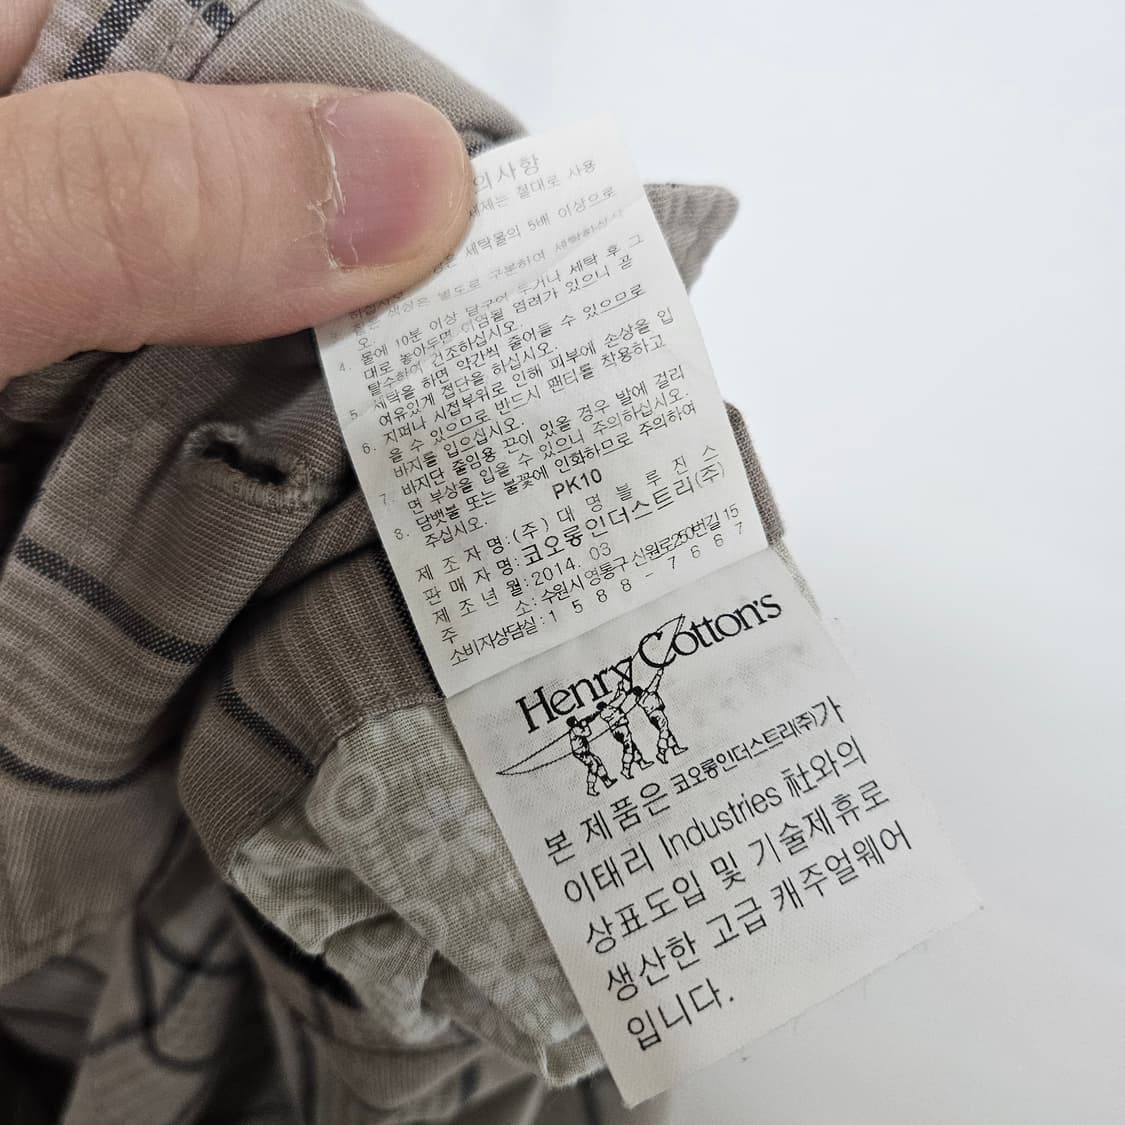 의사항
세제는 절대로 사용
세탁물의 5배 이상으로
색상은 별도로 구분하여 세탁하십시
오.
4. 물에 10분 이상 담구어 두거나 세탁 후 그
대로 놓아두면 이염될 염려가 있으니 곧
탈수하여 건조하십시오.
5. 세탁을 하면 약간씩 줄어들 수 있으므로
여유있게 접단을 하십시오.
6. 지퍼나 시접부위로 인해 피부에 손상을 입
을 수 있으므로 반드시 팬티를 착용하고
바지를 입으십시오.
7. 바지단 줄임용 끈이 있을 경우 발에 걸리
면 부상을 입을 수 있으니 주의하십시오.
8. 담뱃불 또는 불꽃에 인화하므로 주의하여
주십시오.
PK10
제조자명:(주)대명블루진스
판매자명:코오롱인더스트리(주)
제조년월:2014. 03
주소:수원시영통구신원로250번길 15
소비자상담실:1588-7667
Henry Cotton's
본 제품은 코오롱인더스트리(주)가
이태리 Industries 社와의
상표도입 및 기술제휴로
생산한 고급 캐주얼웨어
입니다.